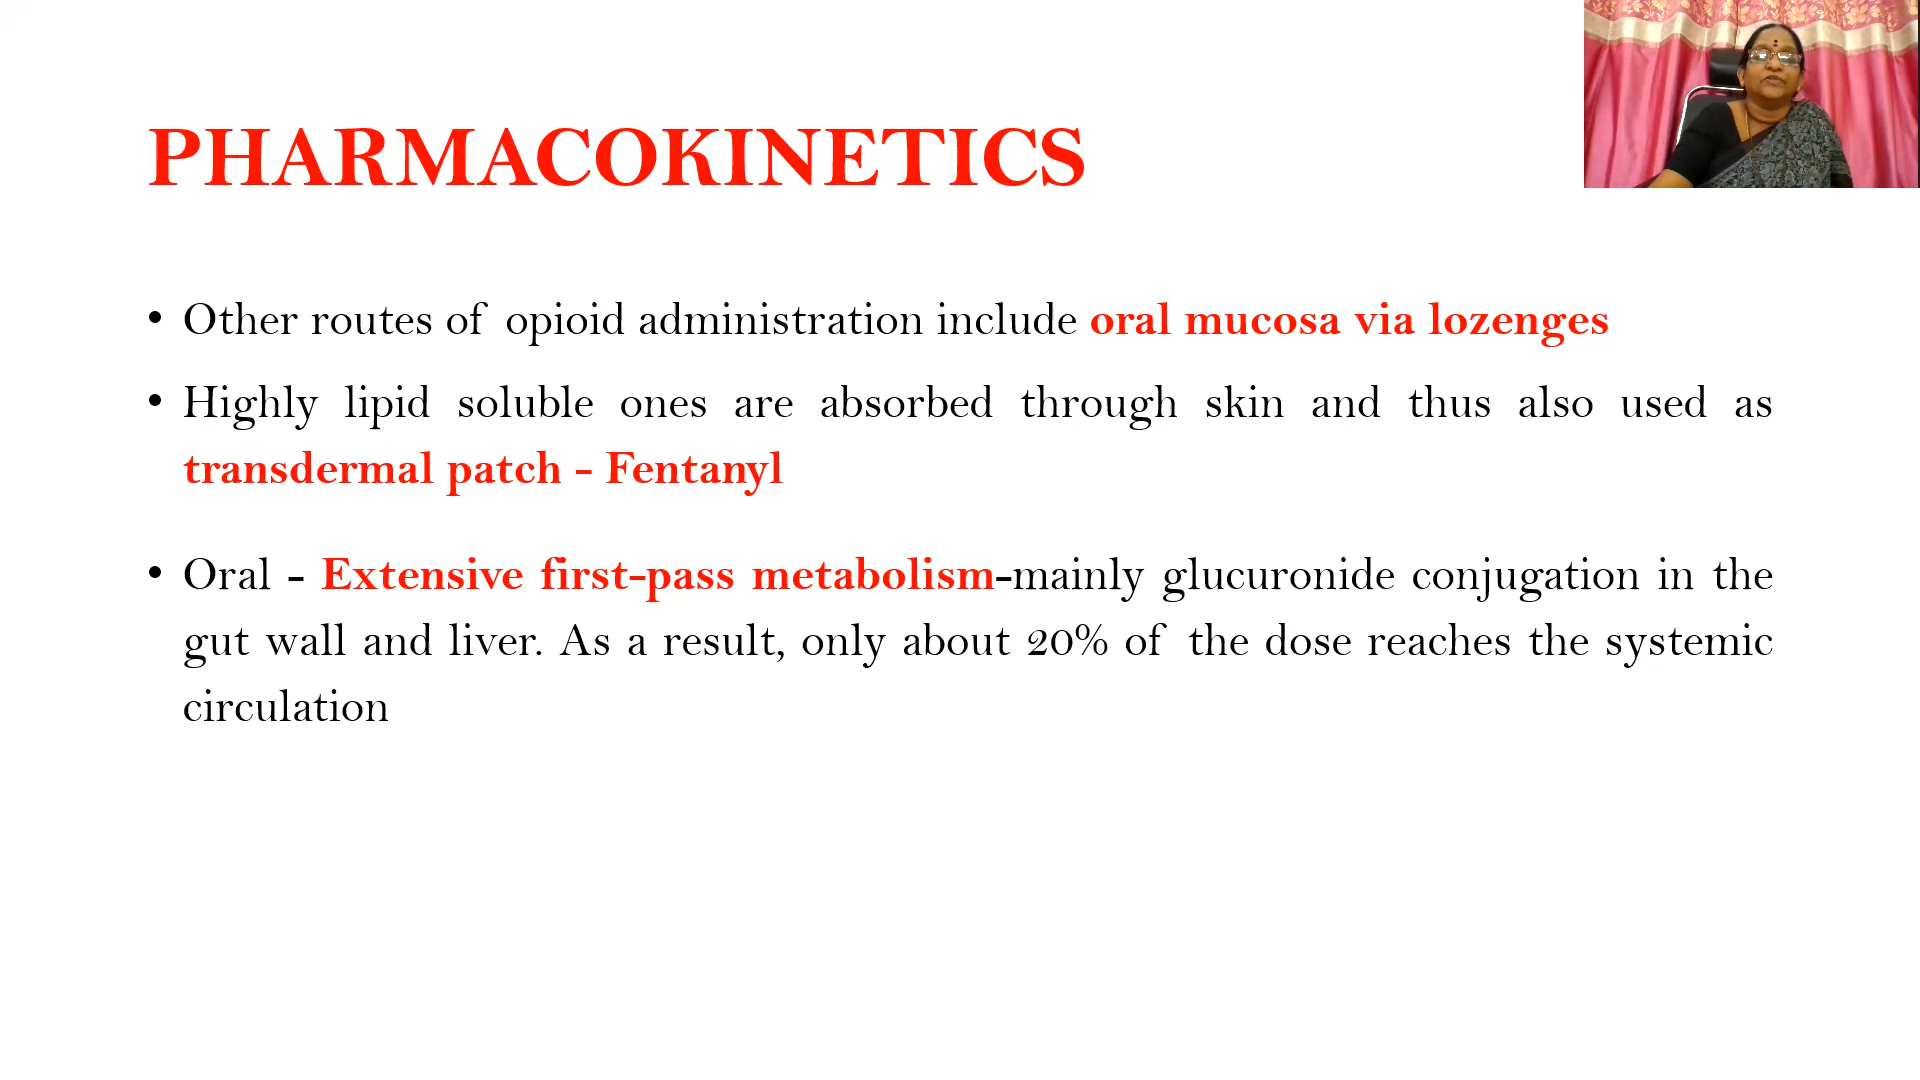 PHARMACOKINETICS
• Other routes of opioid administration include oral mucosa via lozenges
• Highly lipid soluble ones are absorbed through skin and thus also used as
transdermal patch - Fentanyl
• Oral - Extensive first-pass metabolism-mainly glucuronide conjugation in the
gut wall and liver. As a result, only about 20% of the dose reaches the systemic
circulation